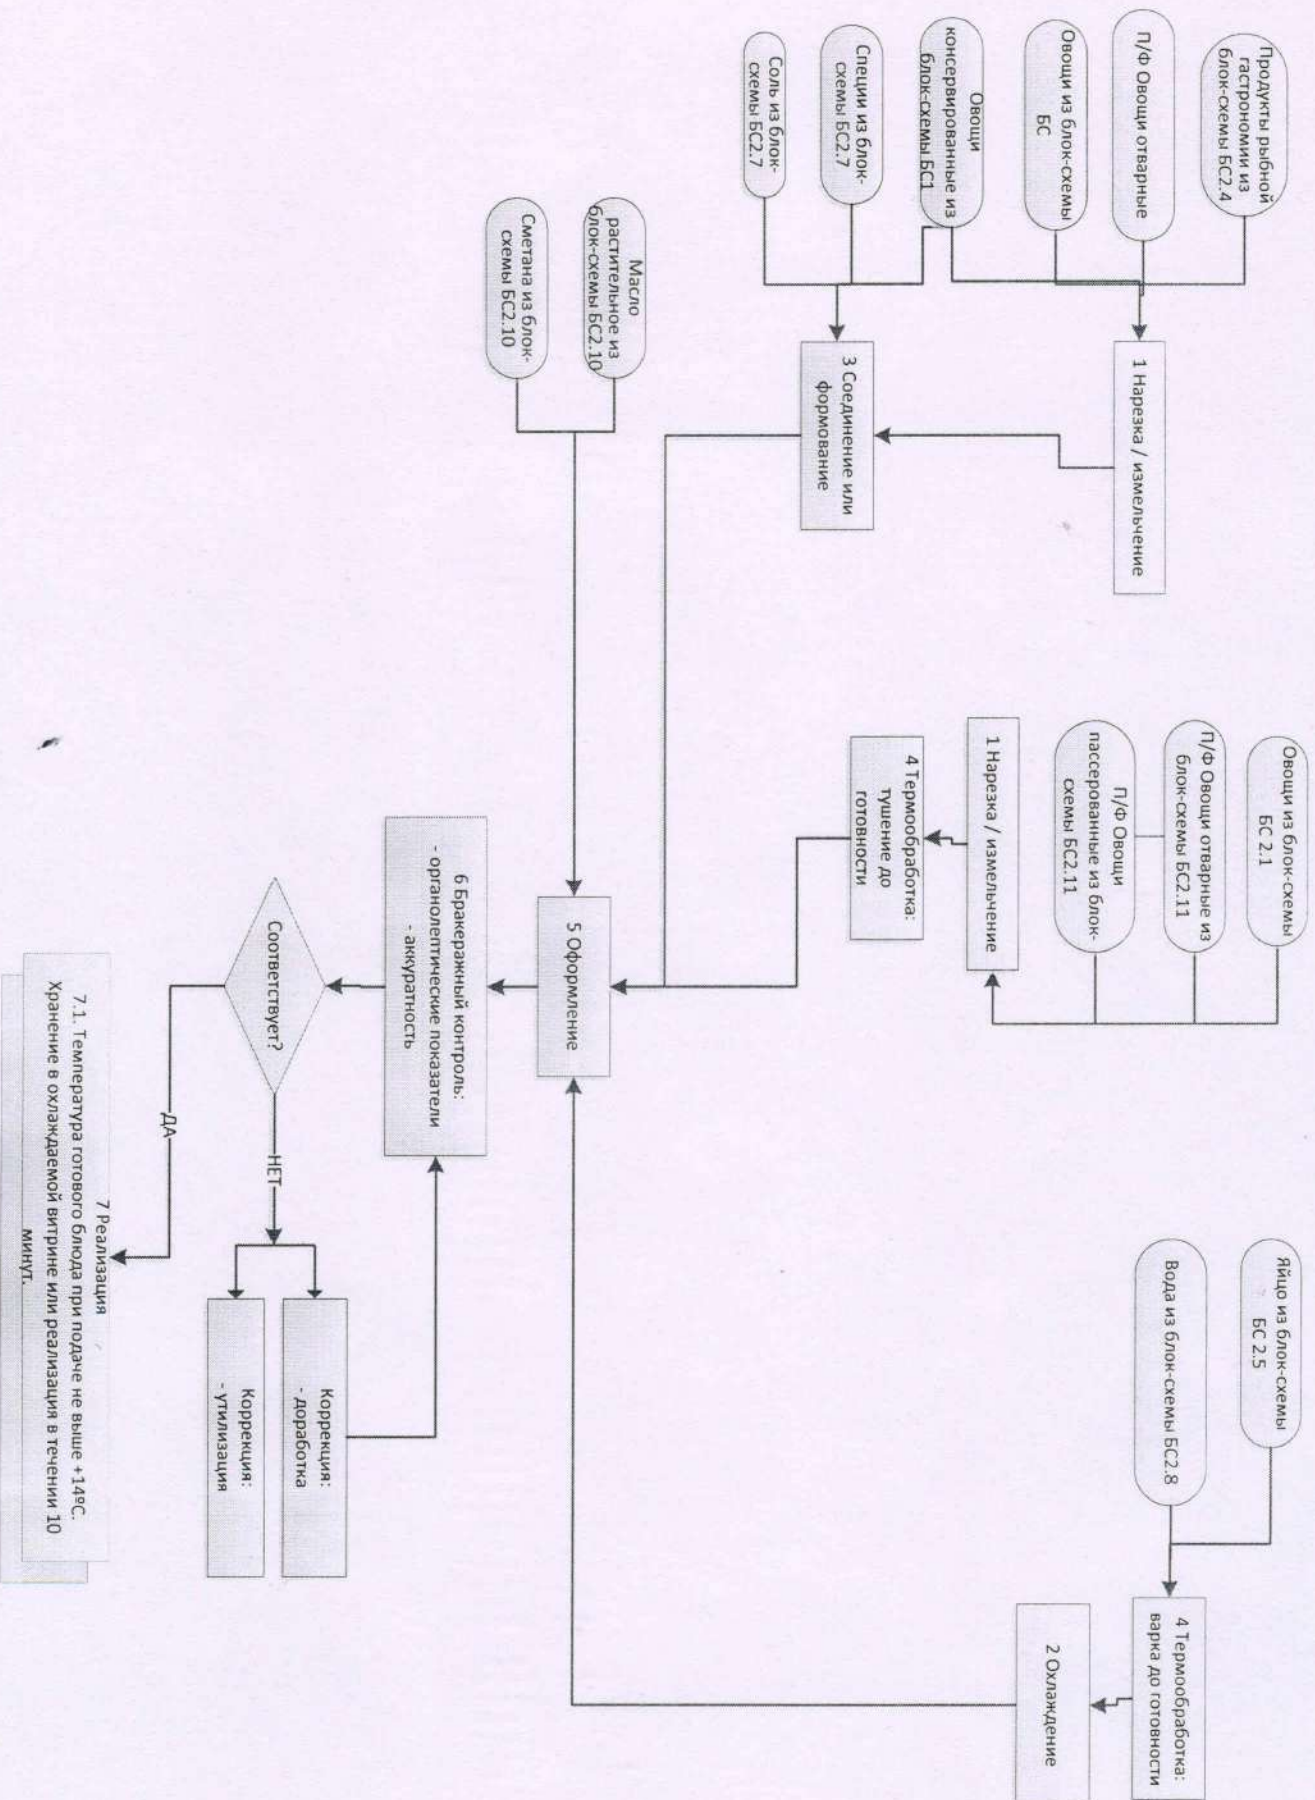 Продукты рыбной
гастрономии из
блок-схемы БС2.4
П/Ф Овощи отварные
Овощи из блок-схемы
БС
Овощи
консервированные из
блок-схемы БС1
Специи из блок-
схемы БС2.7
Соль из блок-
схемы БС2.7
1 Нарезка / измельчение
3 Соединение или
формование
Масло
растительное из
блок-схемы БС2.10
Сметана из блок-
схемы БС2.10
Овощи из блок-схемы
БС 2.1
П/Ф Овощи отварные из
блок-схемы БС2.11
П/Ф Овощи
пассерованные из блок-
схемы БС2.11
1 Нарезка / измельчение
4 Термообработка:
тушение до
готовности
Яйцо из блок-схемы
БС 2.5
Вода из блок-схемы БС2.8
4 Термообработка:
варка до готовности
2 Охлаждение
5 Оформление
6 Бракеражный контроль:
- органолептические показатели
- аккуратность
Соответствует?
НЕТ
ДА
Коррекция:
- доработка
Коррекция:
- утилизация
7 Реализация
7.1. Температура готового блюда при подаче не выше +14ºС.
Хранение в охлаждаемой витрине или реализация в течении 10
минут.